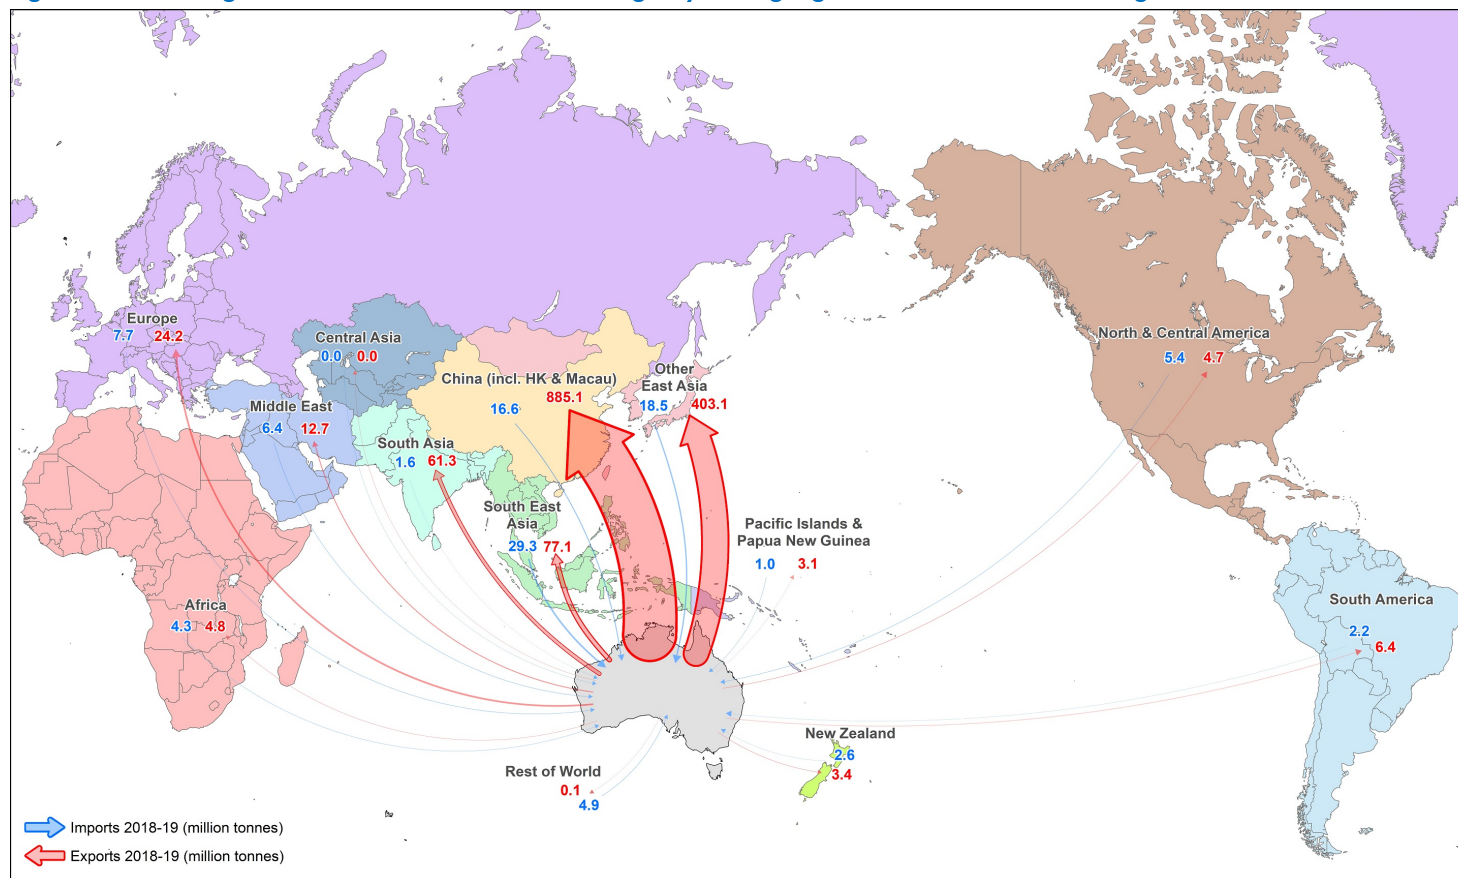 Europe
7.7 24.2
Central Asia
0.0 0.0
China (incl. HK & Macau)
16.6 885.1
Other
East Asia
18.5 403.1
North & Central America
5.4 4.7
Middle East
6.4 12.7
South Asia
1.6 61.3
South East
Asia
29.3 77.1
Pacific Islands &
Papua New Guinea
1.0 3.1
Africa
4.3 4.8
South America
2.2
6.4
New Zealand
2.6
3.4
Rest of World
0.1
4.9
Imports 2018-19 (million tonnes)
Exports 2018-19 (million tonnes)